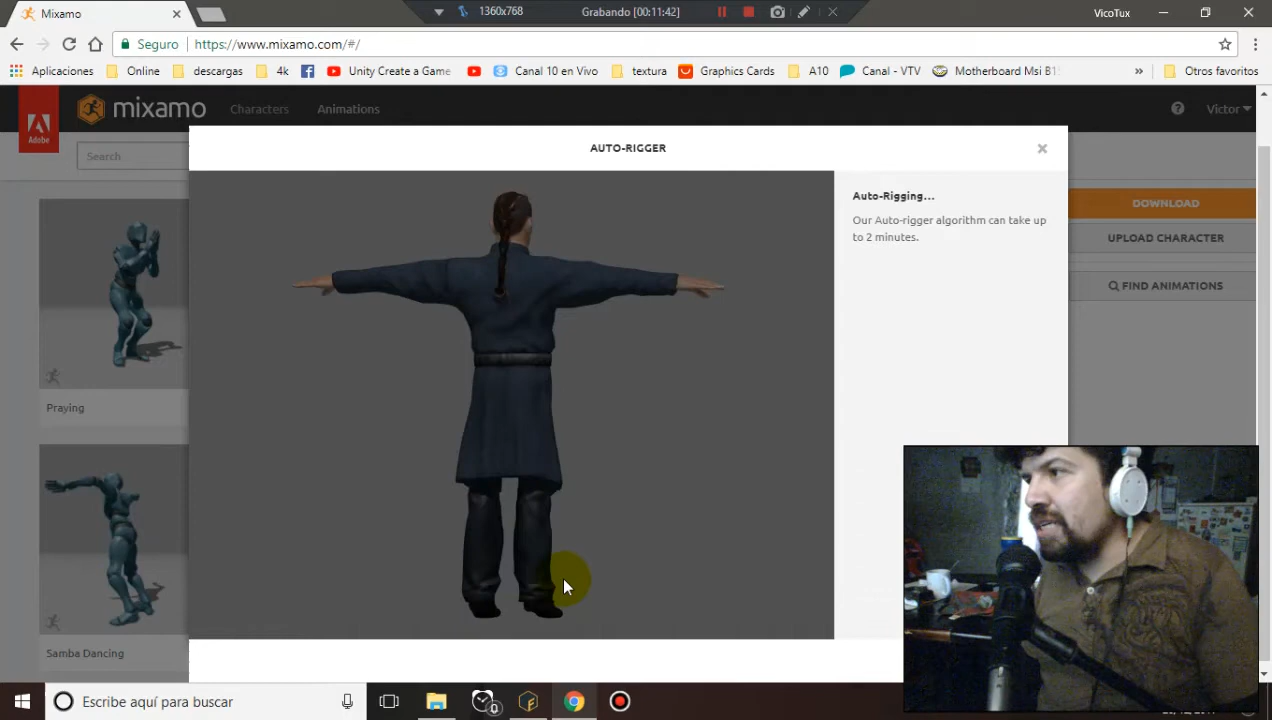 Mixamo
1360x768
Grabando [00:11:42]
VicoTux
Seguro
https://www.mixamo.com/#/
Aplicaciones
Online
descargas
4k
Unity Create a Game
Canal 10 en Vivo
textura
Graphics Cards
A10
Canal - VTV
Motherboard Msi B1
»
Otros favoritos
Adobe
mixamo
Characters
Animations
Victor
Search
AUTO-RIGGER
Auto-Rigging...
Our Auto-rigger algorithm can take up
to 2 minutes.
DOWNLOAD
UPLOAD CHARACTER
FIND ANIMATIONS
Praying
Samba Dancing
Escribe aquí para buscar
0